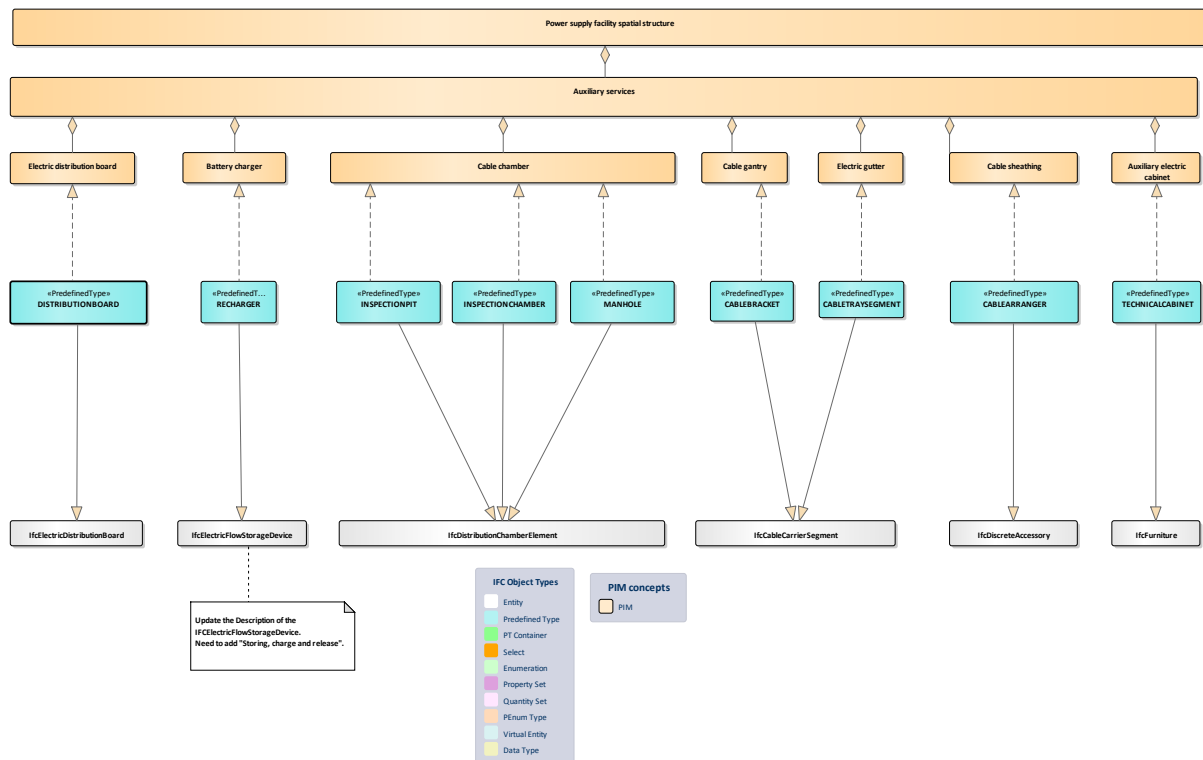 Power supply facility spatial structure
Auxiliary services
Electric distribution board
Battery charger
Cable chamber
Cable gantry
Electric gutter
Cable sheathing
Auxiliary electric
cabinet
«PredefinedType»
DISTRIBUTIONBOARD
«PredefinedT...
RECHARGER
«PredefinedType»
INSPECTIONPIT
«PredefinedType»
INSPECTIONCHAMBER
«PredefinedType»
MANHOLE
«PredefinedType»
CABLEBRACKET
«PredefinedType»
CABLETRAYSEGMENT
«PredefinedType»
CABLEARRANGER
«PredefinedType»
TECHNICALCABINET
IfcElectricDistributionBoard
IfcElectricFlowStorageDevice
IfcDistributionChamberElement
IfcCableCarrierSegment
IfcDiscreteAccessory
IfcFurniture
Update the Description of the
IFCElectricFlowStorageDevice.
Need to add "Storing, charge and release".
IFC Object Types
Entity
Predefined Type
PT Container
Select
Enumeration
Property Set
Quantity Set
PEnum Type
Virtual Entity
Data Type
PIM concepts
PIM